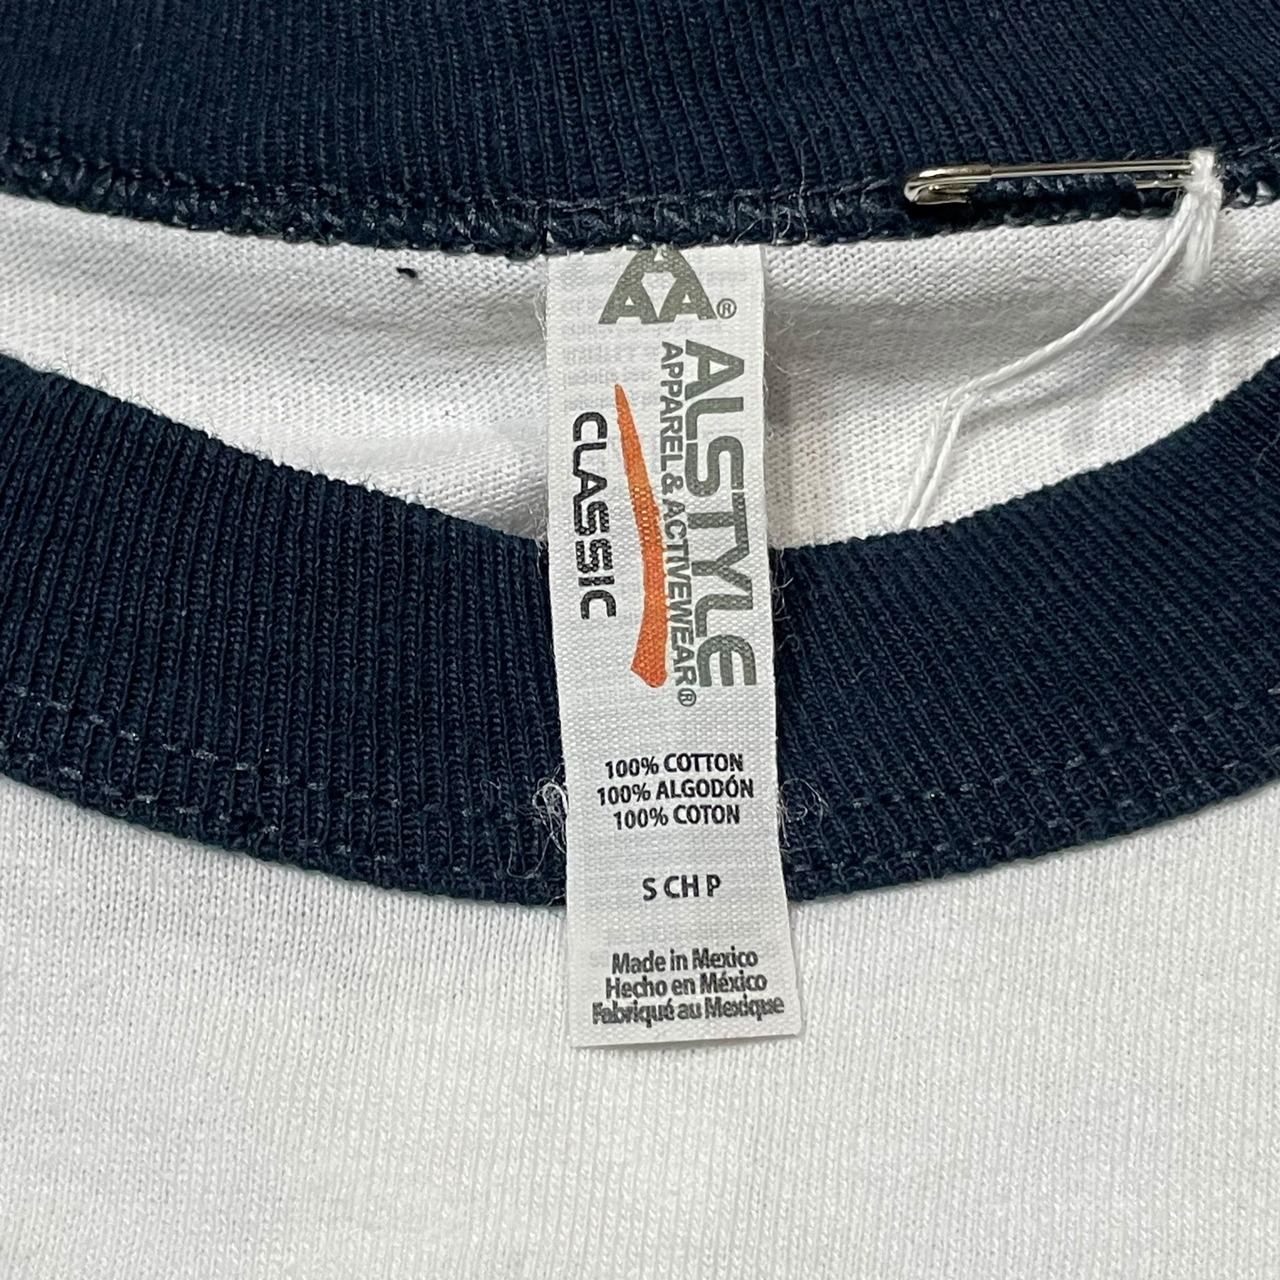 AAA®
ALSTYLE
APPAREL & ACTIVEWEAR®
CLASSIC
100% COTTON
100% ALGODÓN
100% COTON
S CH P
Made in Mexico
Hecho en México
Fabriqué au Mexique